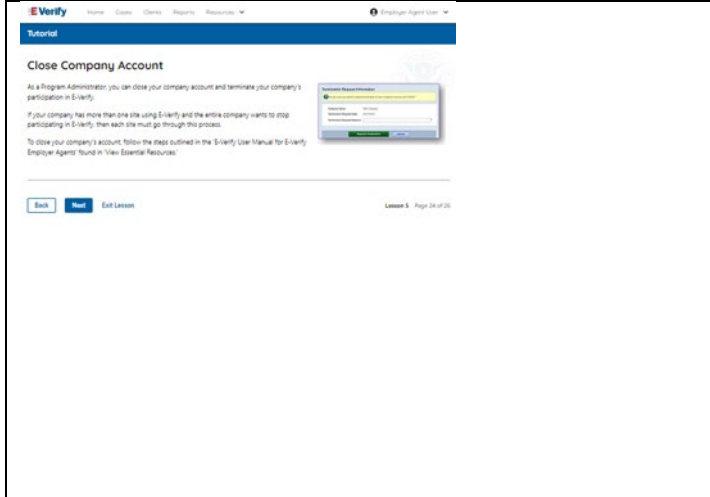 E-Verify Home Cases Clients Reports Resources Employer Agent User
Tutorial
Close Company Account
As a Program Administrator, you can close your company account and terminate your company's
participation in E-Verify.
If your company has more than one site using E-Verify and the entire company wants to stop
participating in E-Verify, then each site must go through this process.
To close your company's account, follow the steps outlined in the 'E-Verify User Manual for E-Verify
Employer Agents' found in 'View Essential Resources.'
Termination Request Information
Back Next Exit Lesson Lesson 5 Page 24 of 26